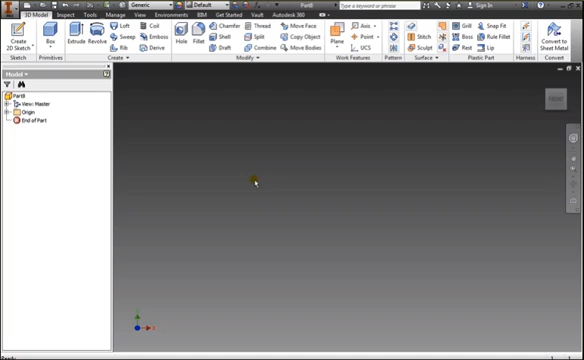 Generic Default Part8 Type a keyword or phrase Sign In
3D Model Inspect Tools Manage View Environments BIM Get Started Vault Autodesk 360
Create
2D Sketch
Box
Extrude
Revolve
Loft
Coil
Sweep
Emboss
Rib
Derive
Hole
Fillet
Chamfer
Thread
Move Face
Shell
Split
Copy Object
Draft
Combine
Move Bodies
Plane
Axis
Point
UCS
Stitch
Sculpt
Grill
Snap Fit
Boss
Rule Fillet
Rest
Lip
Convert to
Sheet Metal
Sketch Primitives Create Modify Work Features Pattern Surface Plastic Part Harness Convert
Model
Part8
View: Master
Origin
End of Part
Ready